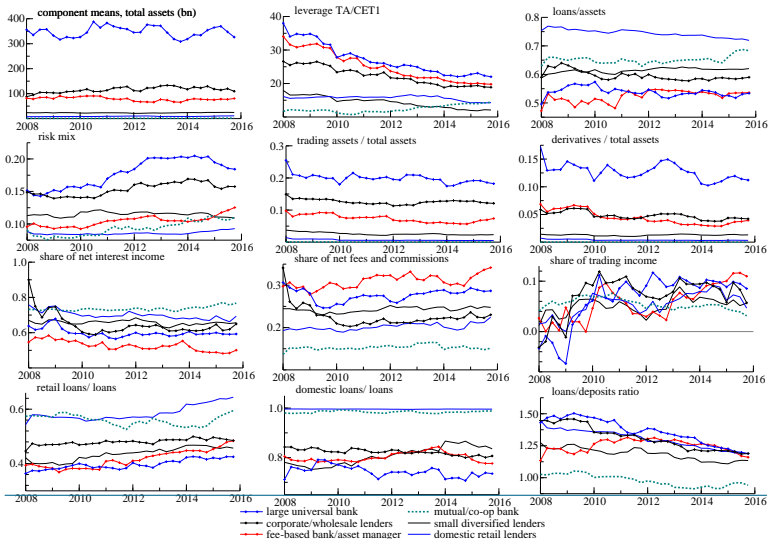 component means, total assets (bn)
400
300
200
100
2008 2010 2012 2014 2016
leverage TA/CET1
40
30
20
10
2008 2010 2012 2014 2016
loans/assets
0.8
0.7
0.6
0.5
2008 2010 2012 2014 2016
risk mix
0.20
0.15
0.10
2008 2010 2012 2014 2016
trading assets / total assets
0.3
0.2
0.1
0.0
2008 2010 2012 2014 2016
derivatives / total assets
0.15
0.10
0.05
2008 2010 2012 2014 2016
share of net interest income
1.0
0.8
0.6
2008 2010 2012 2014 2016
share of net fees and commissions
0.3
0.2
2008 2010 2012 2014 2016
share of trading income
0.1
0.0
2008 2010 2012 2014 2016
retail loans/ loans
0.6
0.4
2008 2010 2012 2014 2016
domestic loans/ loans
1.0
0.8
2008 2010 2012 2014 2016
loans/deposits ratio
1.50
1.25
1.00
2008 2010 2012 2014 2016
large universal bank
corporate/wholesale lenders
fee-based bank/asset manager
mutual/co-op bank
small diversified lenders
domestic retail lenders